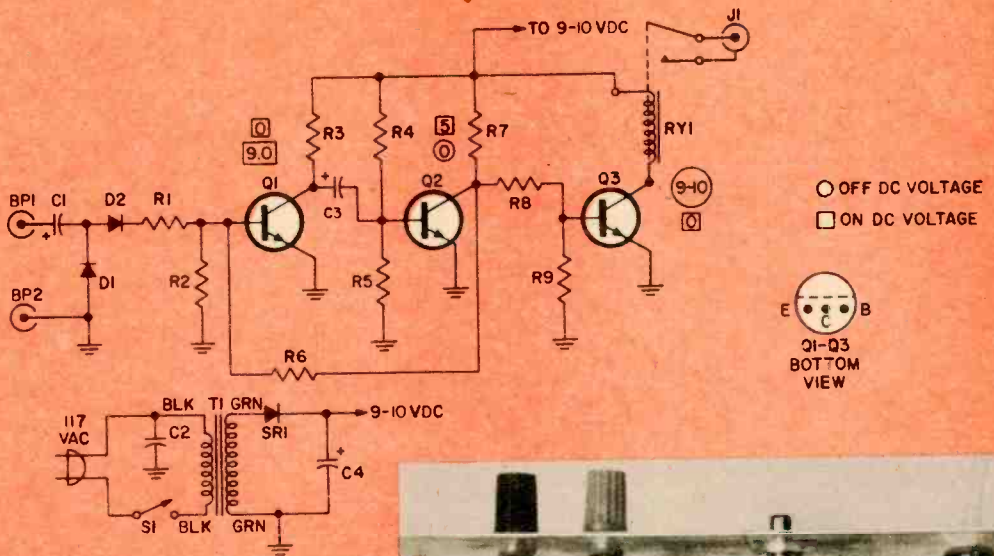 TO 9-10 VDC
J1
R3
R4
R7
RY1
0
9.0
Q1
5
0
Q2
Q3
9-10
0
C3
R8
BP1
C1
D2
R1
D1
R2
R5
R9
BP2
R6
OFF DC VOLTAGE
ON DC VOLTAGE
E
C
B
Q1-Q3
BOTTOM
VIEW
117
VAC
BLK
T1
GRN
SR1
9-10 VDC
C2
C4
S1
BLK
GRN